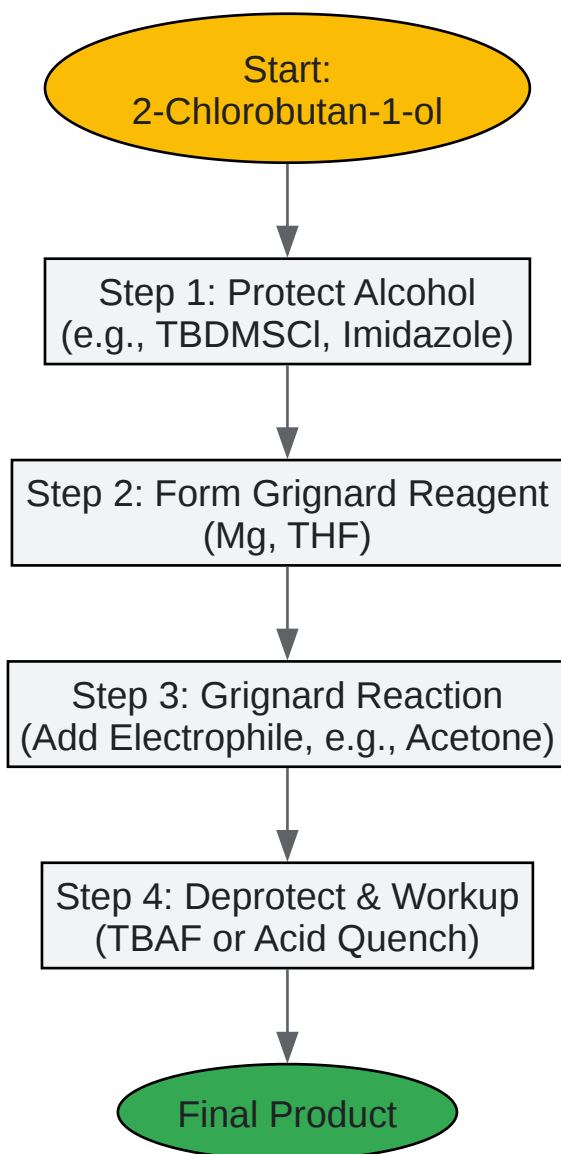 Start:
2-Chlorobutan-1-ol
Step 1: Protect Alcohol
(e.g., TBDMSCl, Imidazole)
Step 2: Form Grignard Reagent
(Mg, THF)
Step 3: Grignard Reaction
(Add Electrophile, e.g., Acetone)
Step 4: Deprotect & Workup
(TBAF or Acid Quench)
Final Product